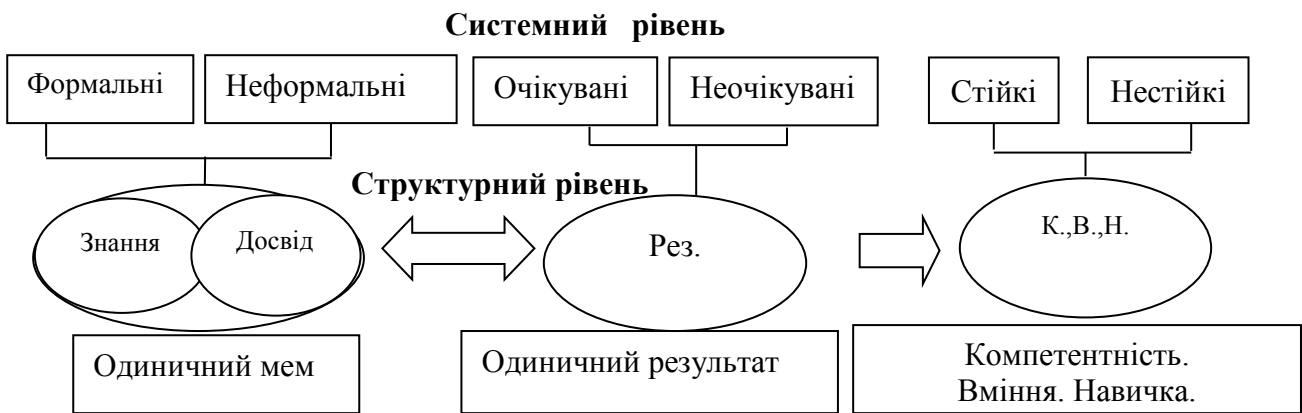 Системний рівень
Формальні
Неформальні
Очікувані
Неочікувані
Стійкі
Нестійкі
Структурний рівень
Знання
Досвід
Рез.
К.,В.,Н.
Одиничний мем
Одиничний результат
Компетентність.
Вміння. Навичка.